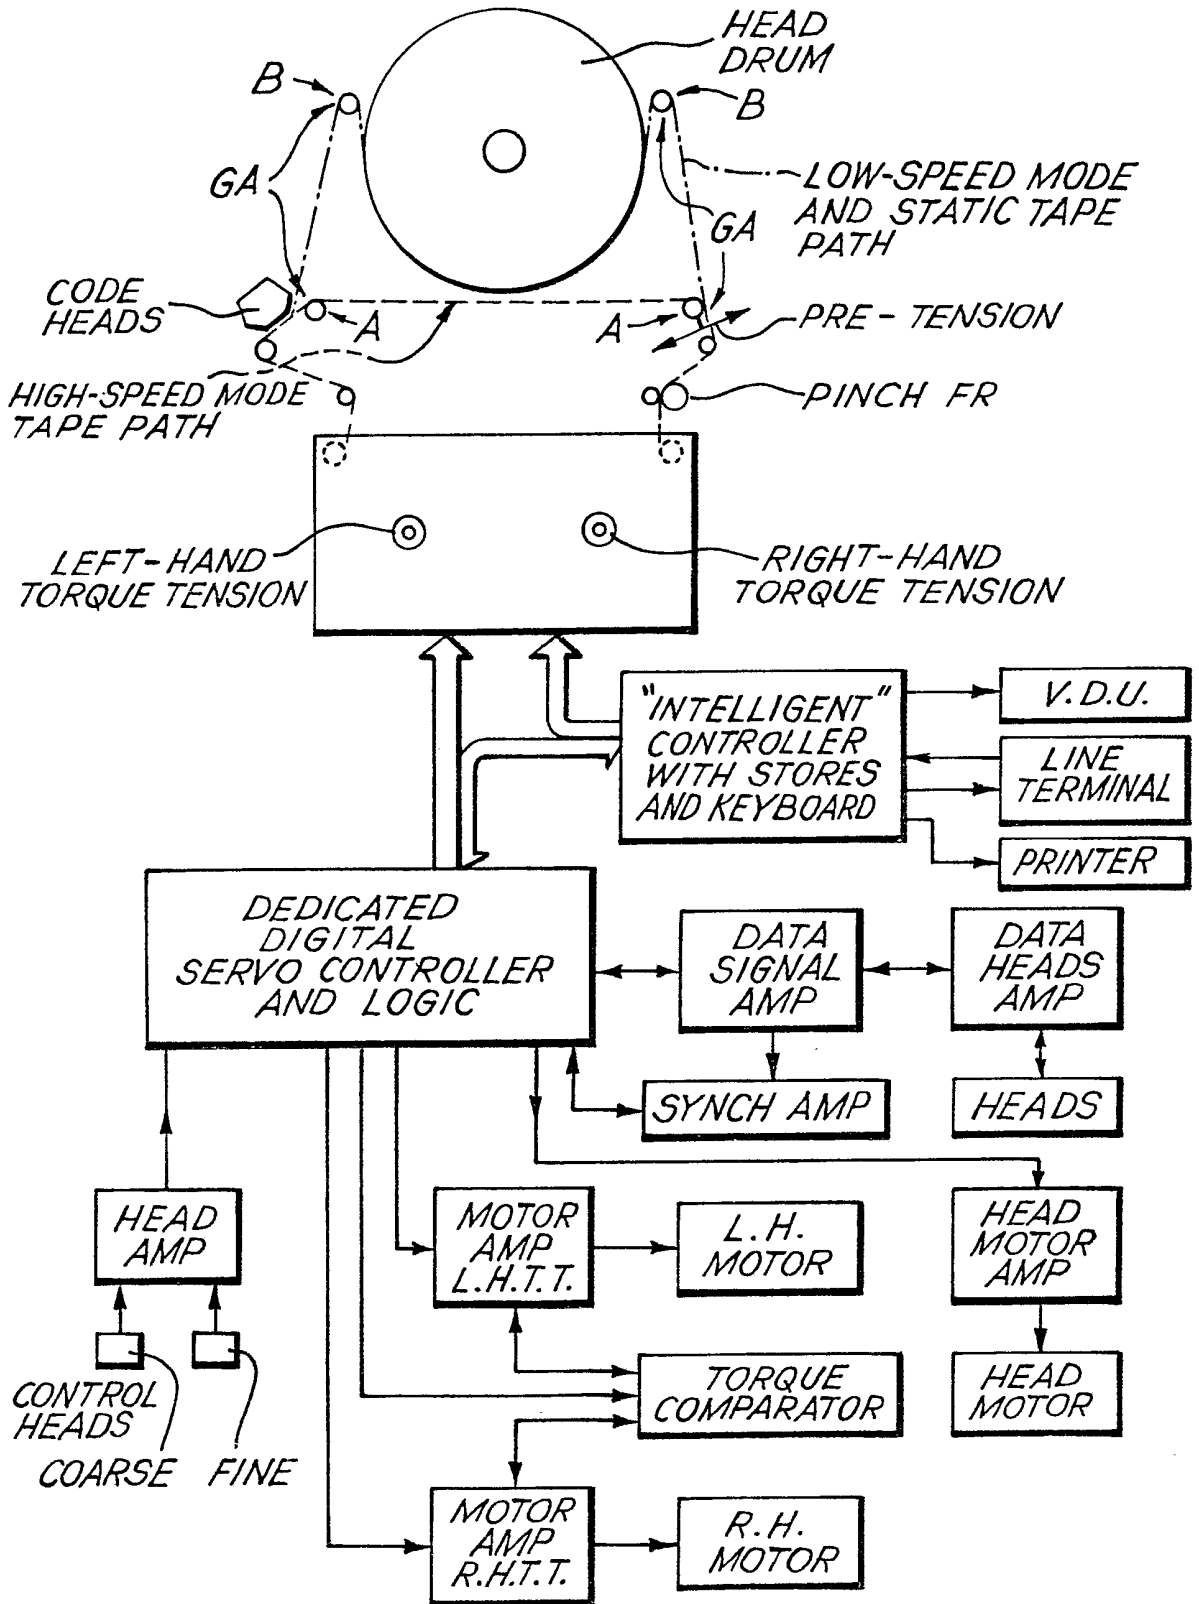 HEAD
DRUM
B
B
GA
LOW-SPEED MODE
AND STATIC TAPE
PATH
GA
CODE
HEADS
A
A
PRE-TENSION
HIGH-SPEED MODE
TAPE PATH
PINCH FR
LEFT-HAND
TORQUE TENSION
RIGHT-HAND
TORQUE TENSION
"INTELLIGENT"
CONTROLLER
WITH STORES
AND KEYBOARD
V.D.U.
LINE
TERMINAL
PRINTER
DEDICATED
DIGITAL
SERVO CONTROLLER
AND LOGIC
DATA
SIGNAL
AMP
DATA
HEADS
AMP
SYNCH AMP
HEADS
HEAD
AMP
MOTOR
AMP
L.H.T.T.
L.H.
MOTOR
HEAD
MOTOR
AMP
CONTROL
HEADS
COARSE
FINE
TORQUE
COMPARATOR
HEAD
MOTOR
MOTOR
AMP
R.H.T.T.
R.H.
MOTOR